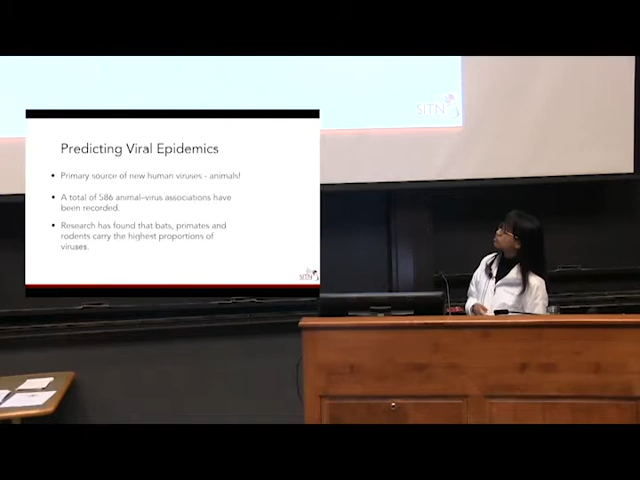 SITN
Predicting Viral Epidemics
• Primary source of new human viruses - animals!
• A total of 586 animal–virus associations have
been recorded.
• Research has found that bats, primates and
rodents carry the highest proportions of
viruses.
SITN